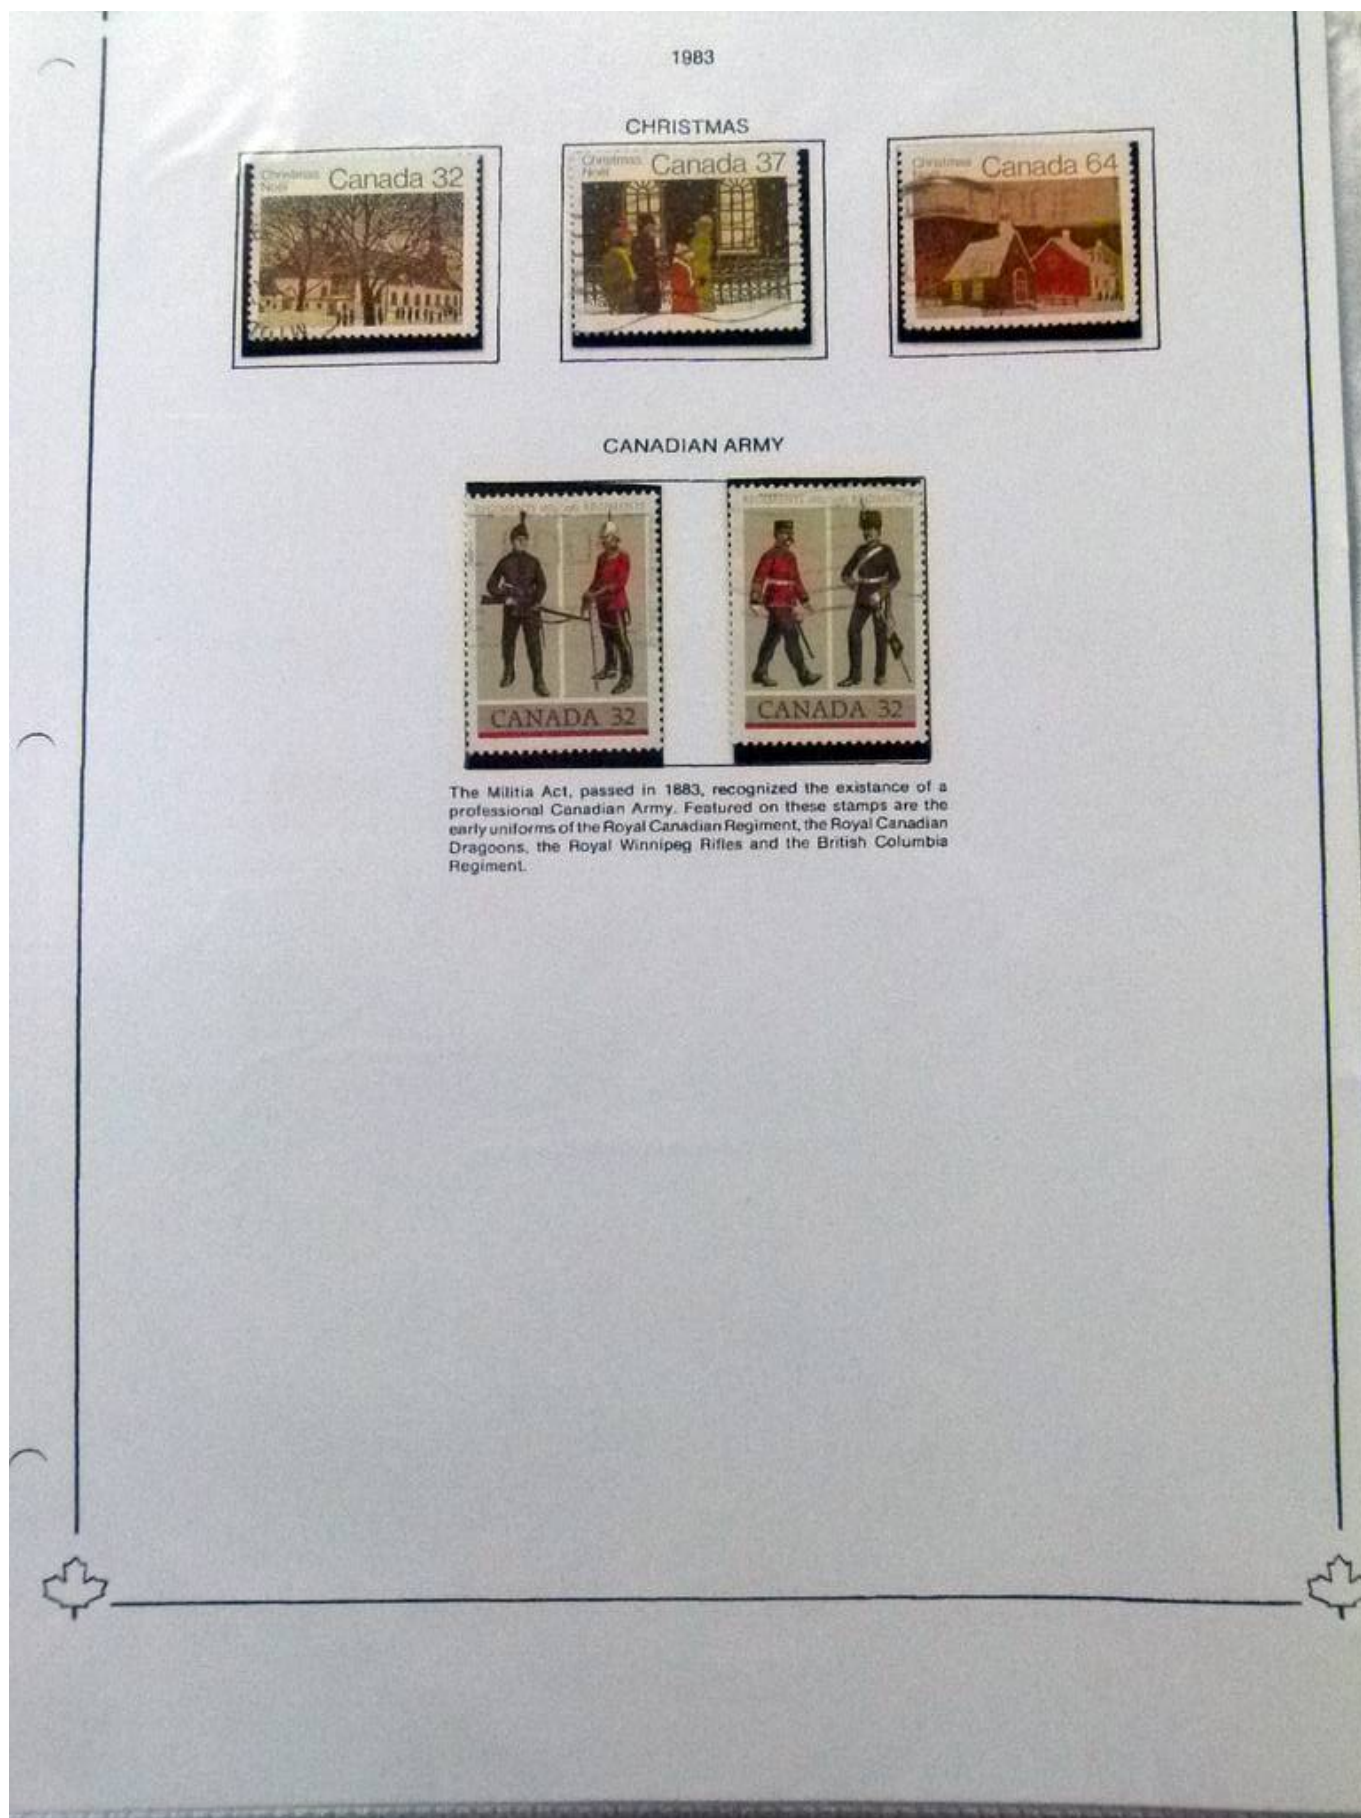 1983
CHRISTMAS
Christmas
Noël
Canada 32
Christmas
Noël
Canada 37
Christmas
Canada 64
CANADIAN ARMY
REGIMENTS
CANADA 32
REGIMENTS REGIMENTS
CANADA 32
The Militia Act, passed in 1883, recognized the existance of a
professional Canadian Army. Featured on these stamps are the
early uniforms of the Royal Canadian Regiment, the Royal Canadian
Dragoons, the Royal Winnipeg Rifles and the British Columbia
Regiment.